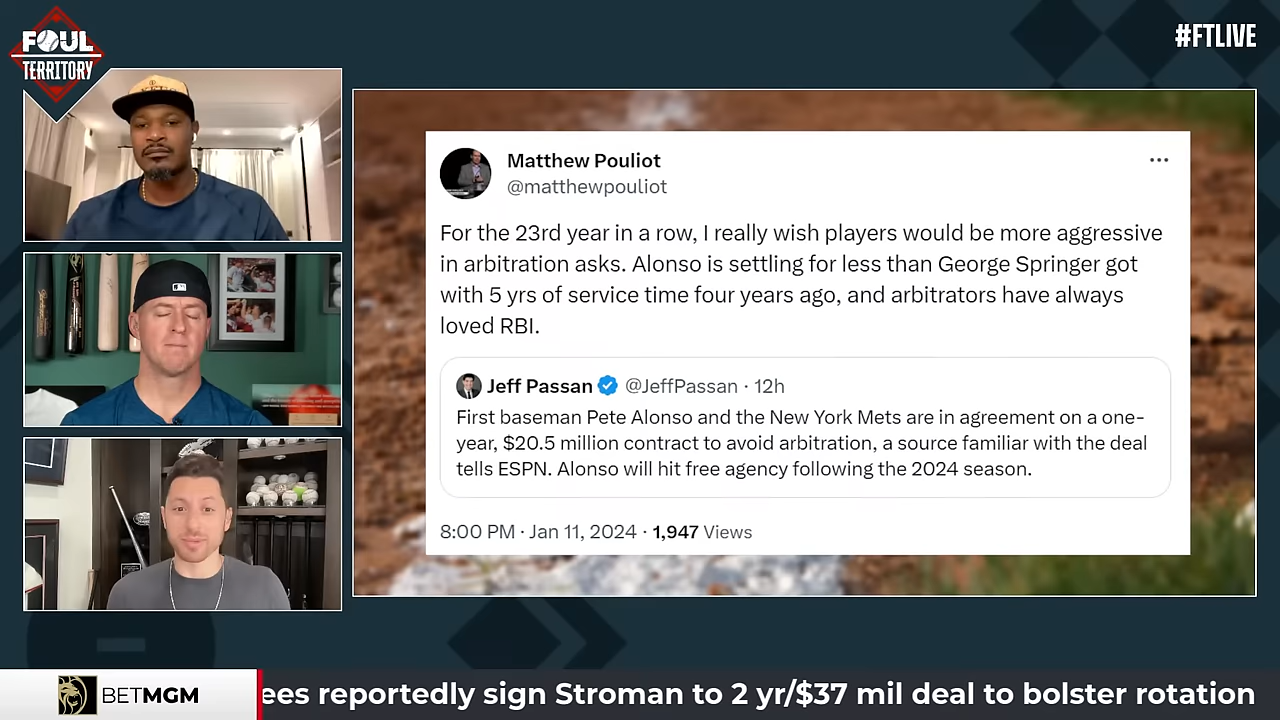 FOUL
TERRITORY
#FTLIVE
Matthew Pouliot
@matthewpouliot
For the 23rd year in a row, I really wish players would be more aggressive
in arbitration asks. Alonso is settling for less than George Springer got
with 5 yrs of service time four years ago, and arbitrators have always
loved RBI.
Jeff Passan @JeffPassan · 12h
First baseman Pete Alonso and the New York Mets are in agreement on a one-
year, $20.5 million contract to avoid arbitration, a source familiar with the deal
tells ESPN. Alonso will hit free agency following the 2024 season.
8:00 PM · Jan 11, 2024 · 1,947 Views
BETMGM
ees reportedly sign Stroman to 2 yr/$37 mil deal to bolster rotation